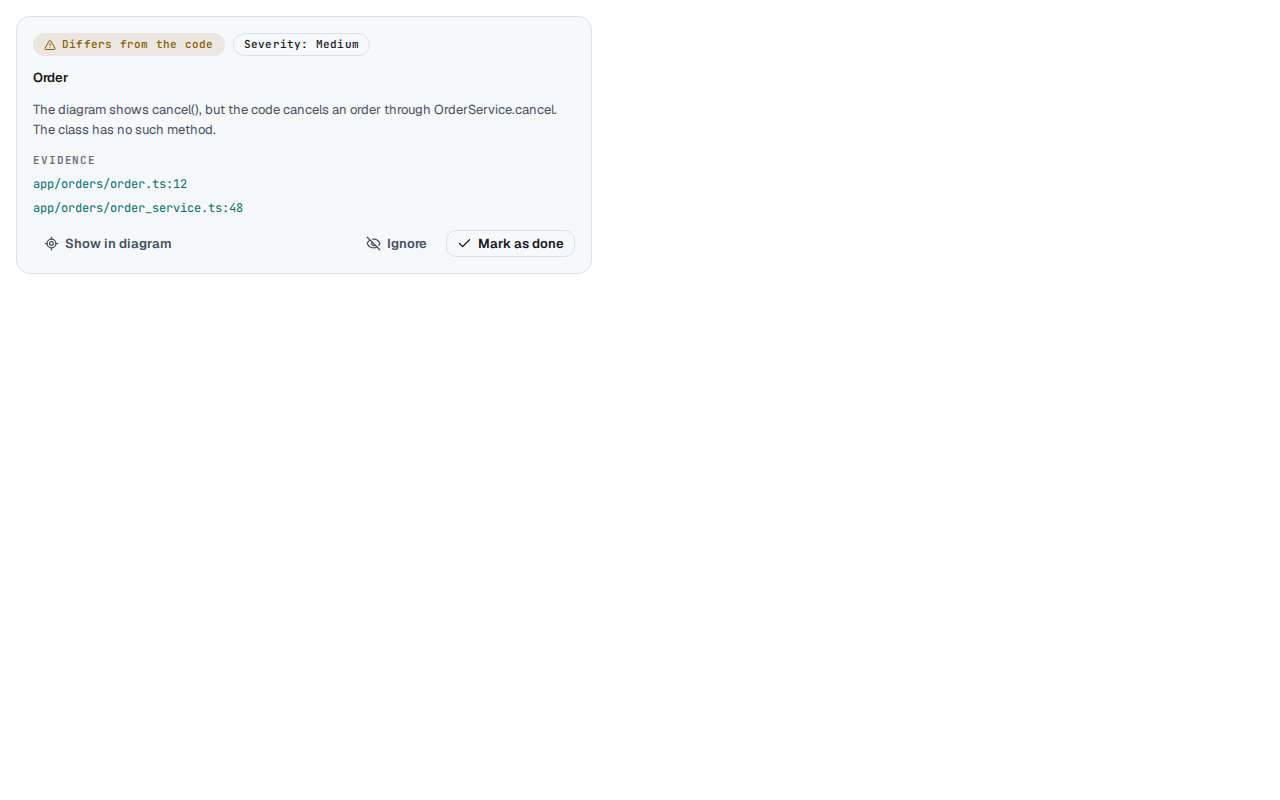 Differs from the code
Severity: Medium
Order
The diagram shows cancel(), but the code cancels an order through OrderService.cancel.
The class has no such method.
EVIDENCE
app/orders/order.ts:12
app/orders/order_service.ts:48
Show in diagram
Ignore
Mark as done